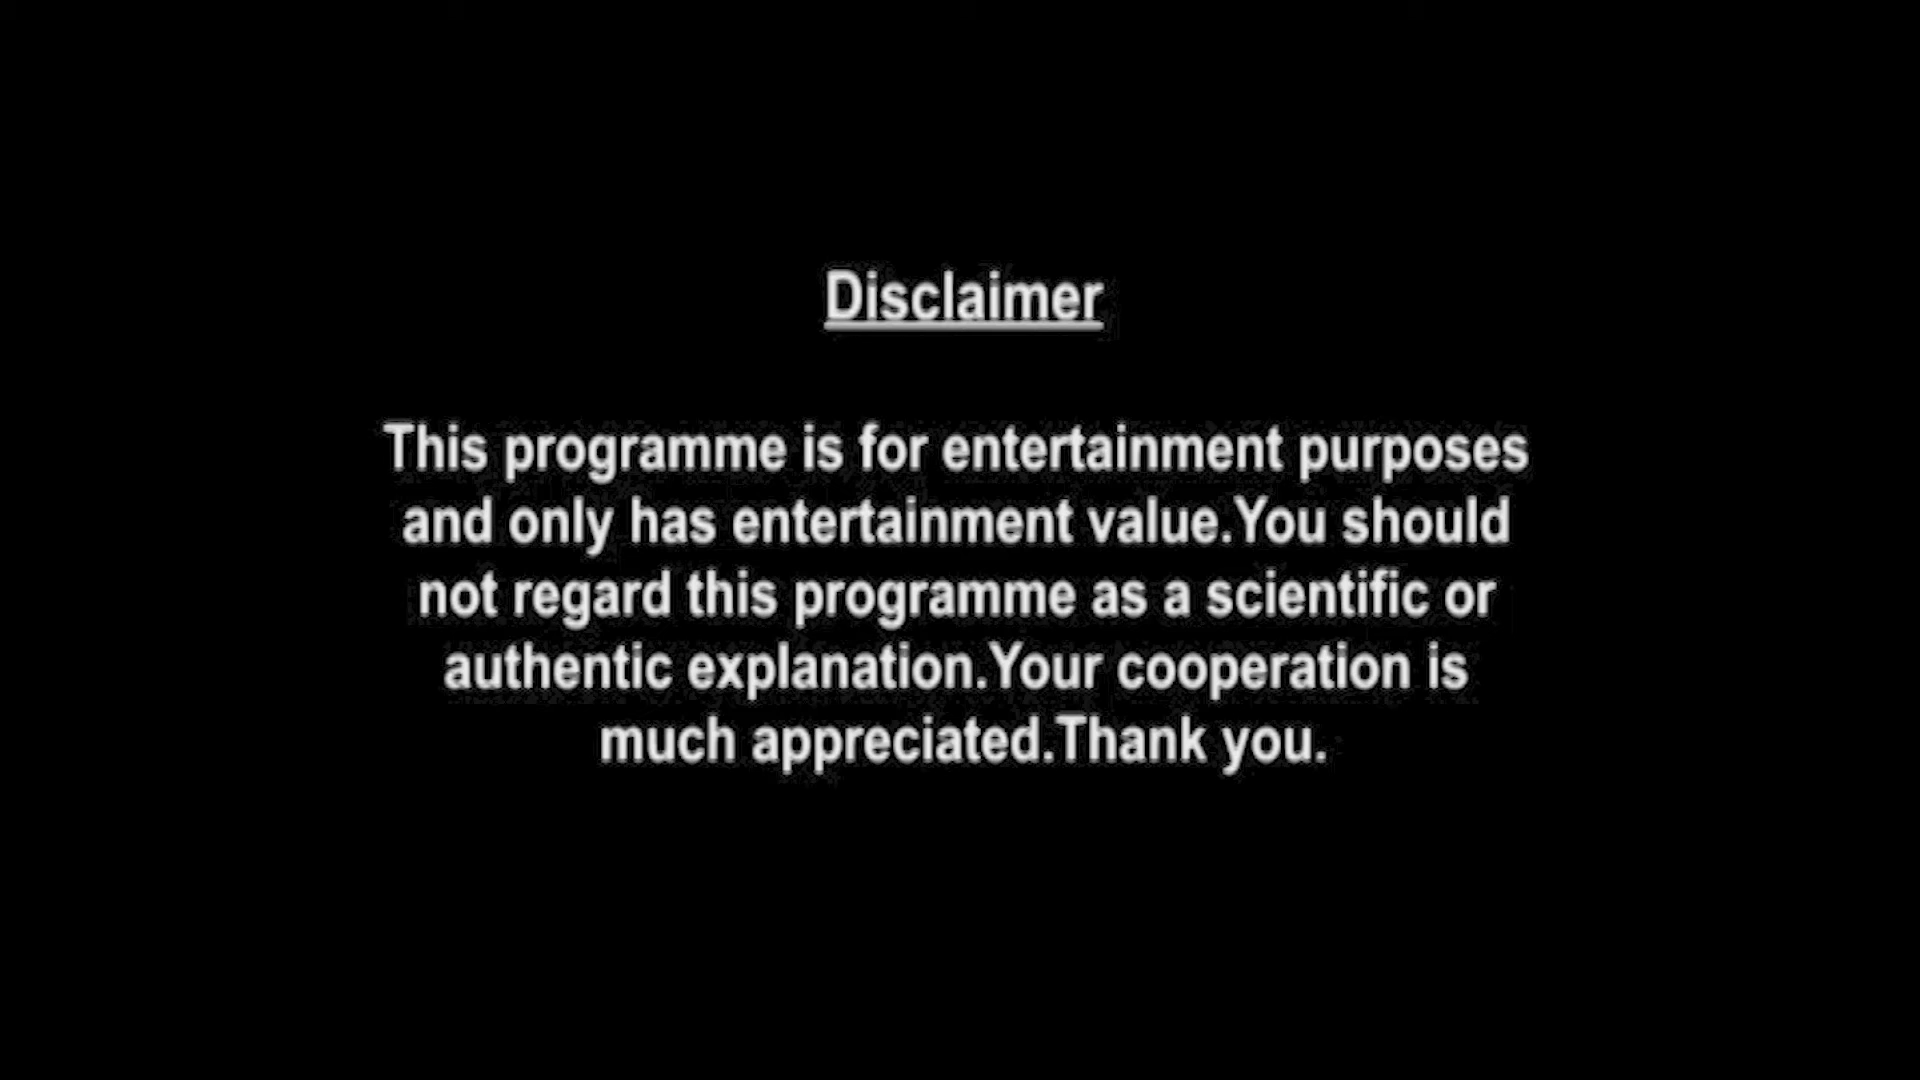 Disclaimer
This programme is for entertainment purposes
and only has entertainment value.You should
not regard this programme as a scientific or
authentic explanation.Your cooperation is
much appreciated.Thank you.